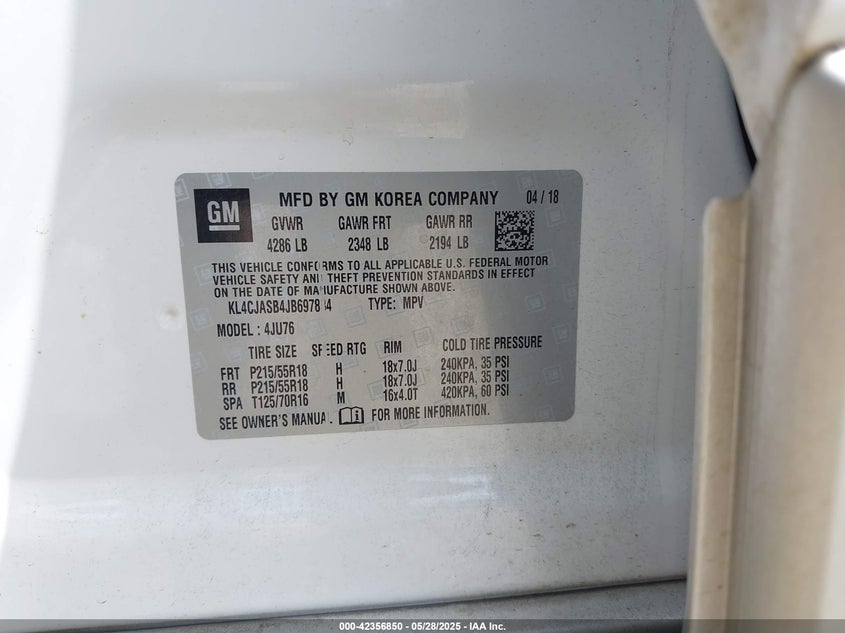 GM
MFD BY GM KOREA COMPANY 04 / 18
GVWR GAWR FRT GAWR RR
4286 LB 2348 LB 2194 LB
THIS VEHICLE CONFORMS TO ALL APPLICABLE U.S. FEDERAL MOTOR
VEHICLE SAFETY AND THEFT PREVENTION STANDARDS IN EFFECT
ON THE DATE OF MANUFACTURE SHOWN ABOVE.
TYPE: MPV
MODEL : 4JU76
TIRE SIZE SPEED RTG RIM COLD TIRE PRESSURE
FRT P215/55R18 H 18x7.0J 240KPA, 35 PSI
RR P215/55R18 H 18x7.0J 240KPA, 35 PSI
SPA T125/70R16 M 16x4.0T 420KPA, 60 PSI
SEE OWNER'S MANUAL FOR MORE INFORMATION.
000-42356850 - 05/28/2025 - IAA Inc.